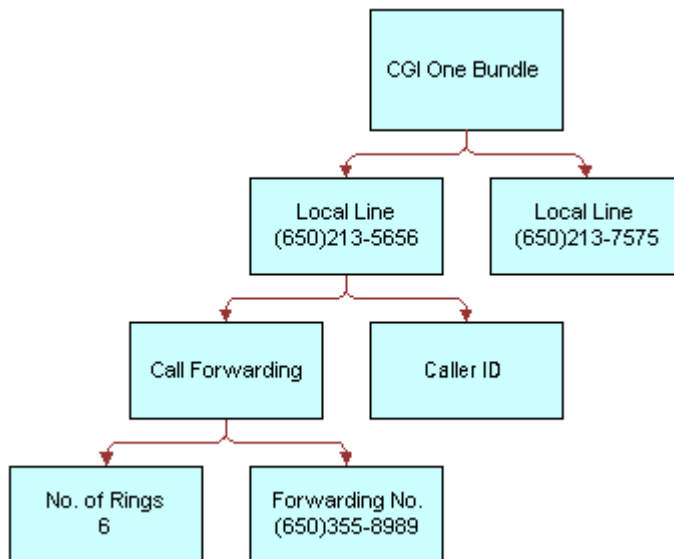 CGI One Bundle
Local Line
(650)213-5656
Local Line
(650)213-7575
Call Forwarding
Caller ID
No. of Rings
6
Forwarding No.
(650)355-8989